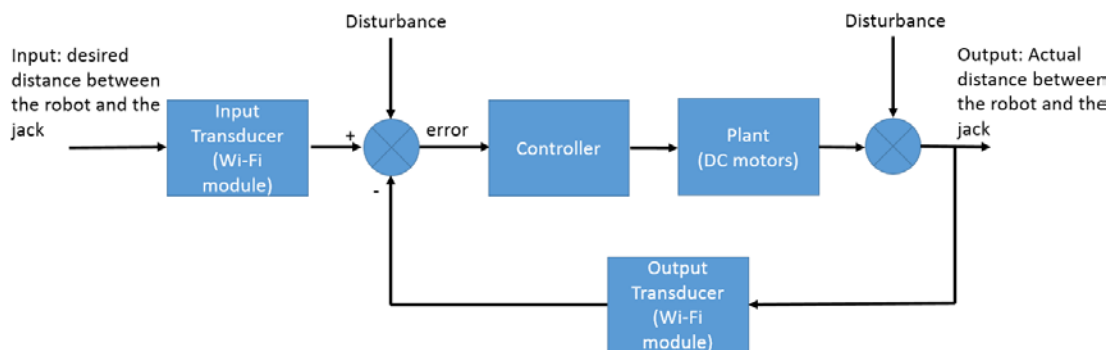 Disturbance
Disturbance
Input: desired
distance between
the robot and the
jack
Output: Actual
distance between
the robot and the
jack
Input
Transducer
(Wi-Fi
module)
+
error
-
Controller
Plant
(DC motors)
Output
Transducer
(Wi-Fi
module)